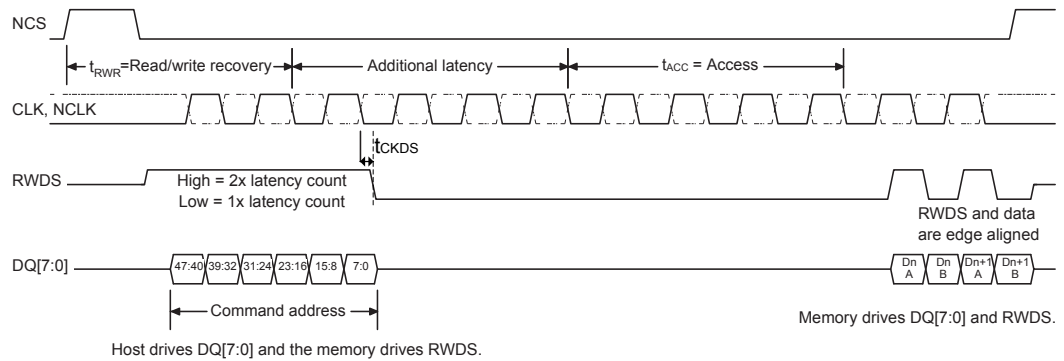 NCS
tRWR=Read/write recovery
Additional latency
tACC = Access
CLK, NCLK
tCKDS
RWDS
High = 2x latency count
Low = 1x latency count
RWDS and data
are edge aligned
DQ[7:0]
47:40 39:32 31:24 23:16 15:8 7:0
Dn A
Dn B
Dn+1 A
Dn+1 B
Command address
Memory drives DQ[7:0] and RWDS.
Host drives DQ[7:0] and the memory drives RWDS.